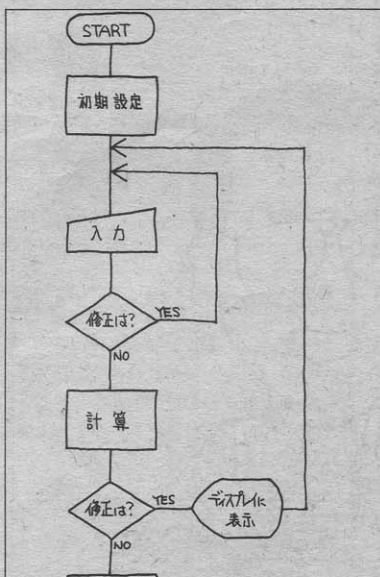 START
初期設定
入力
修正は?
YES
NO
計算
修正は?
YES
ディスプレイに
表示
NO